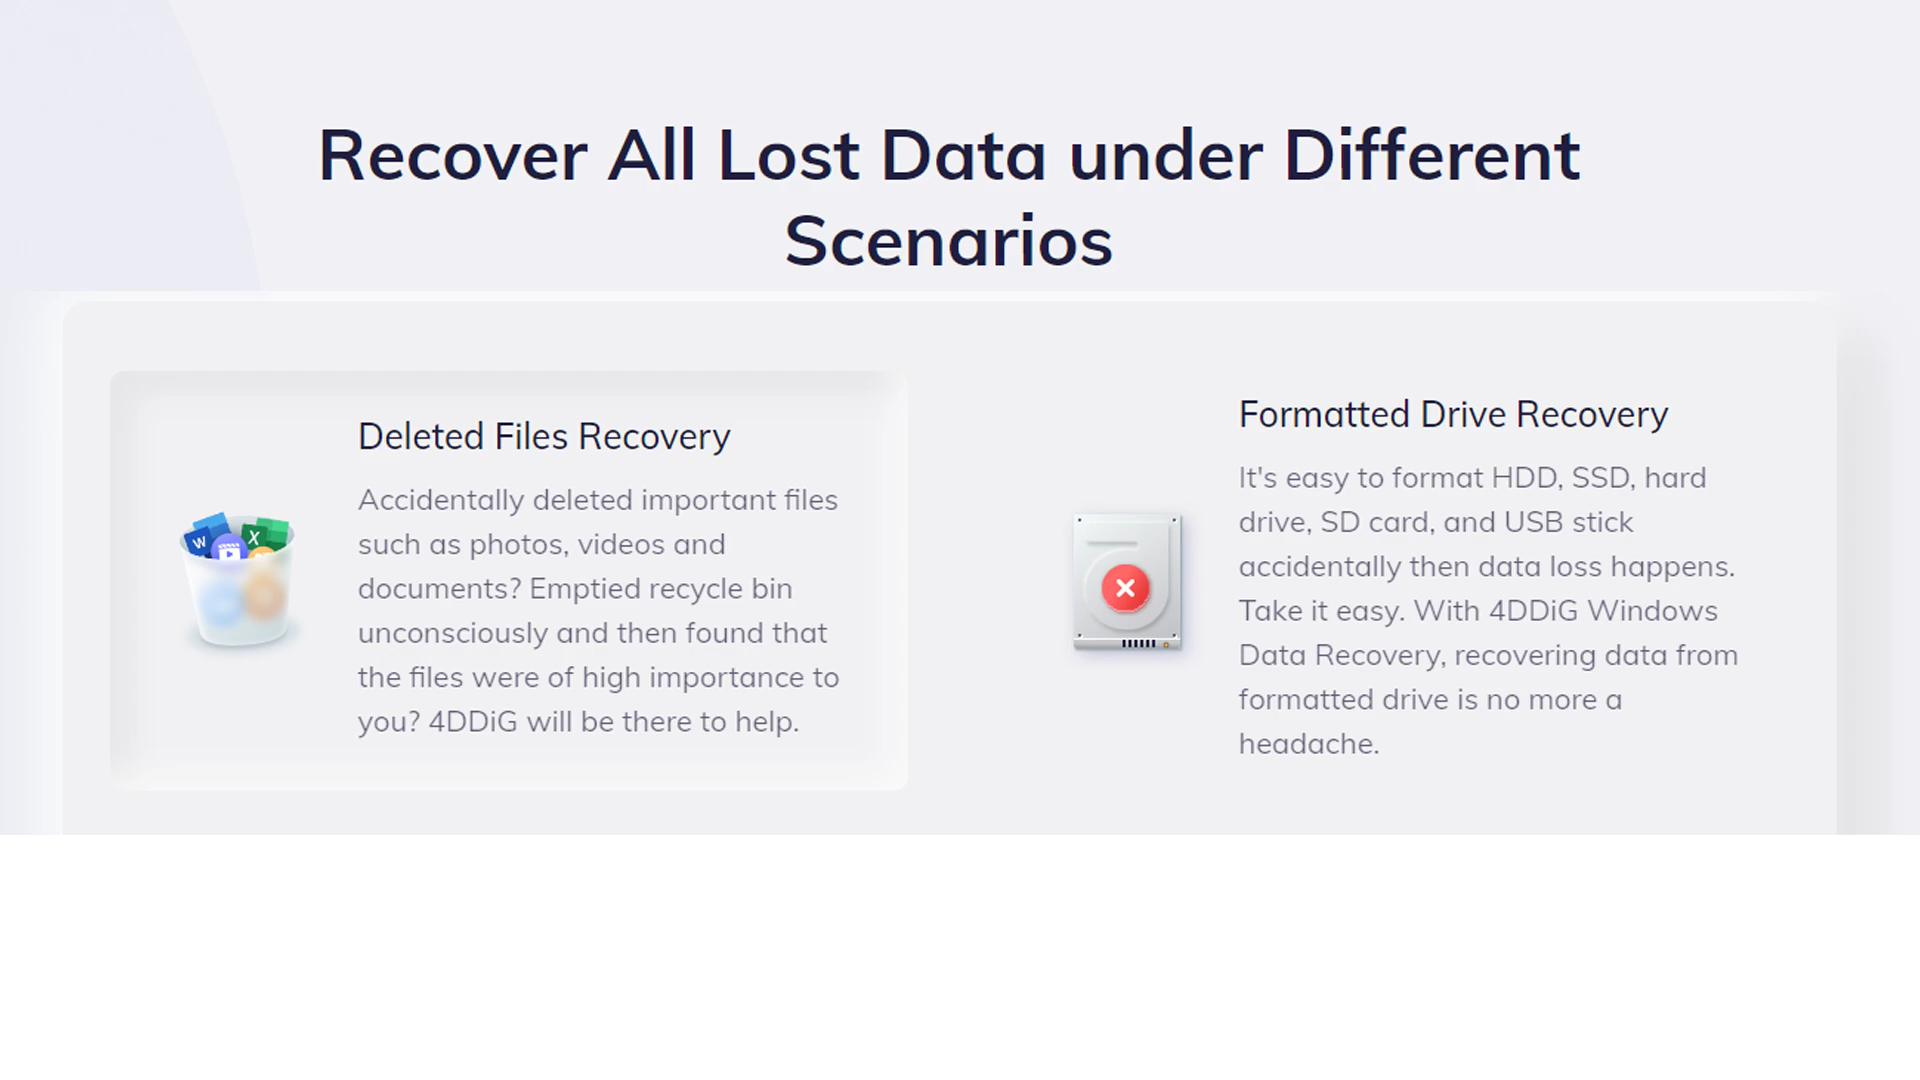 Recover All Lost Data under Different
Scenarios
Deleted Files Recovery
Accidentally deleted important files
such as photos, videos and
documents? Emptied recycle bin
unconsciously and then found that
the files were of high importance to
you? 4DDiG will be there to help.
W
X
Formatted Drive Recovery
It's easy to format HDD, SSD, hard
drive, SD card, and USB stick
accidentally then data loss happens.
Take it easy. With 4DDiG Windows
Data Recovery, recovering data from
formatted drive is no more a
headache.